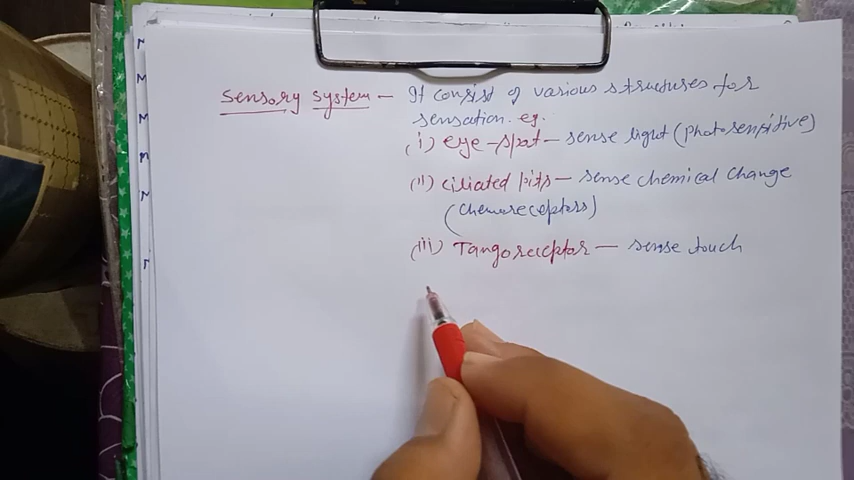 Sensory system – It consist of various structures for
sensation. eg.
(i) eye-spot – sense light (photosensitive)
(ii) ciliated pits – sense chemical change
(chemoreceptors)
(iii) Tangoreceptor – sense touch